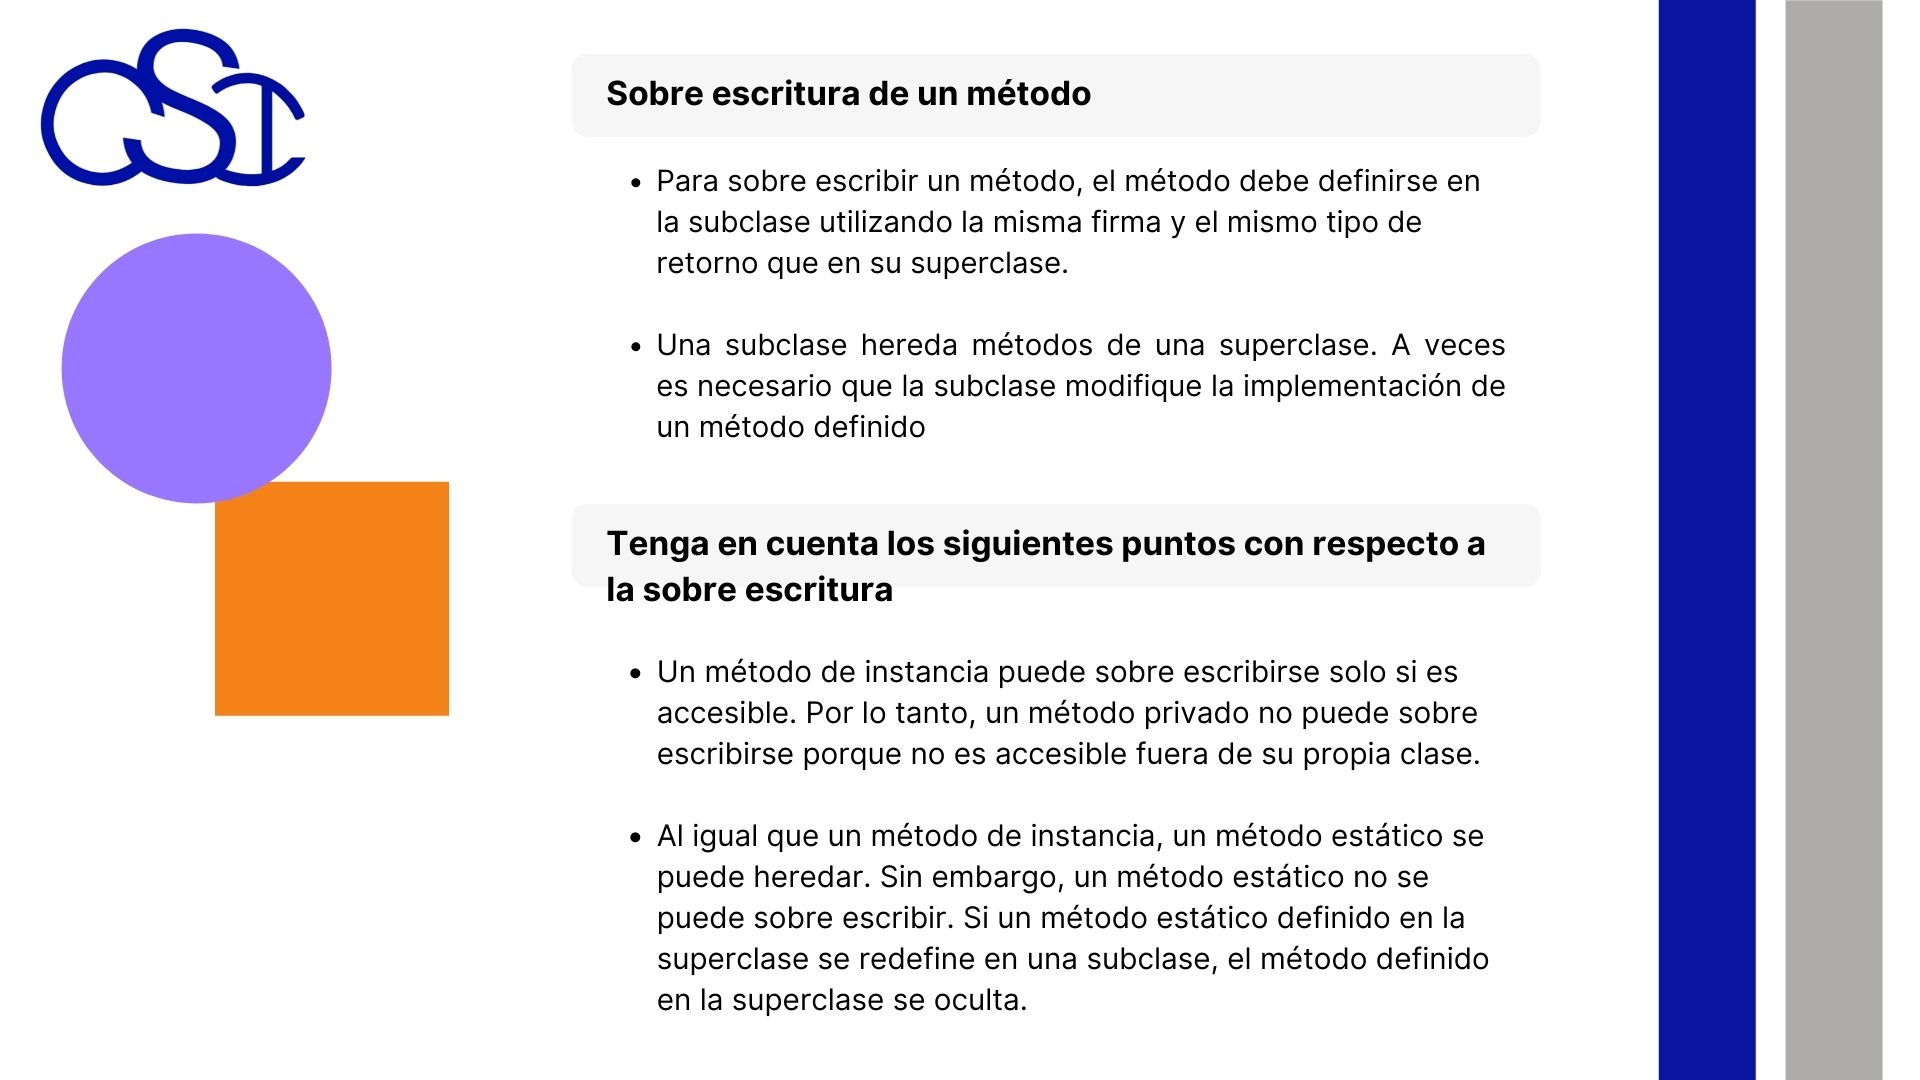 CSTI
Sobre escritura de un método
• Para sobre escribir un método, el método debe definirse en
la subclase utilizando la misma firma y el mismo tipo de
retorno que en su superclase.
• Una subclase hereda métodos de una superclase. A veces
es necesario que la subclase modifique la implementación de
un método definido
Tenga en cuenta los siguientes puntos con respecto a
la sobre escritura
• Un método de instancia puede sobre escribirse solo si es
accesible. Por lo tanto, un método privado no puede sobre
escribirse porque no es accesible fuera de su propia clase.
• Al igual que un método de instancia, un método estático se
puede heredar. Sin embargo, un método estático no se
puede sobre escribir. Si un método estático definido en la
superclase se redefine en una subclase, el método definido
en la superclase se oculta.